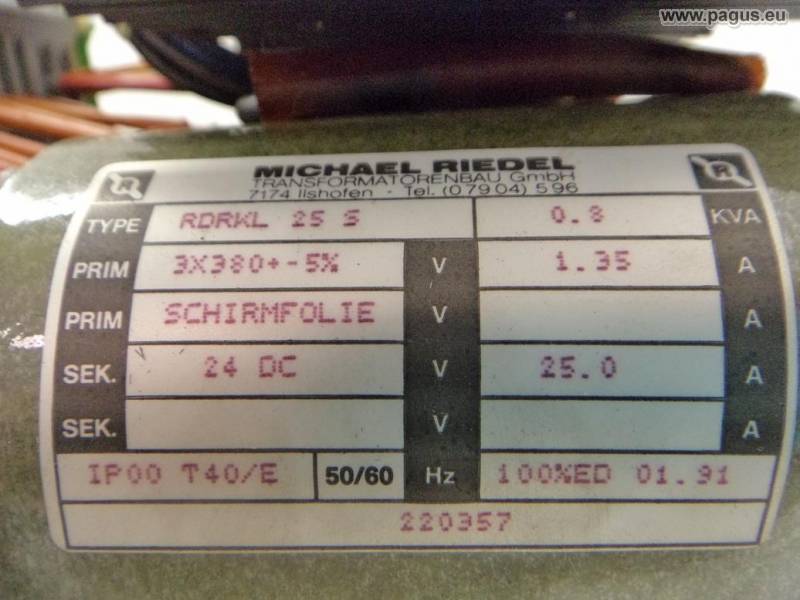 www.pagus.eu
MICHAEL RIEDEL
TRANSFORMATORENBAU GmbH
7174 Ilshofen - Tel. (07904) 596
TYPE RDRKL 25 S 0.8 KVA
PRIM 3X380+-5% V 1.35 A
PRIM SCHIRMFOLIE V A
SEK. 24 DC V 25.0 A
SEK. V A
IP00 T40/E 50/60 Hz 100%ED 01.91
220357